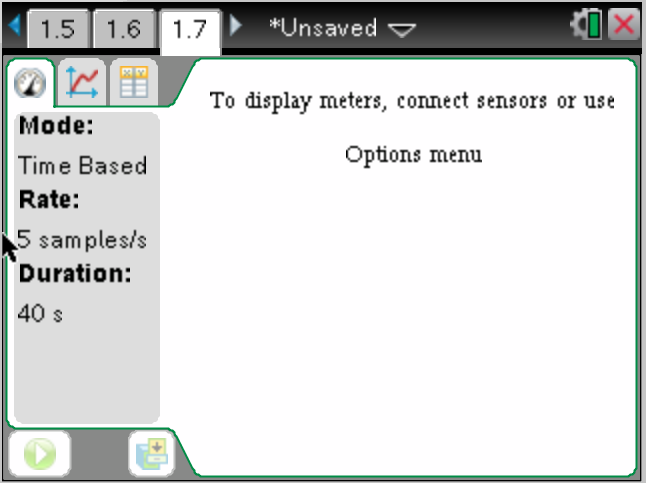 1.5 1.6 1.7 *Unsaved
To display meters, connect sensors or use
Options menu
Mode:
Time Based
Rate:
5 samples/s
Duration:
40 s